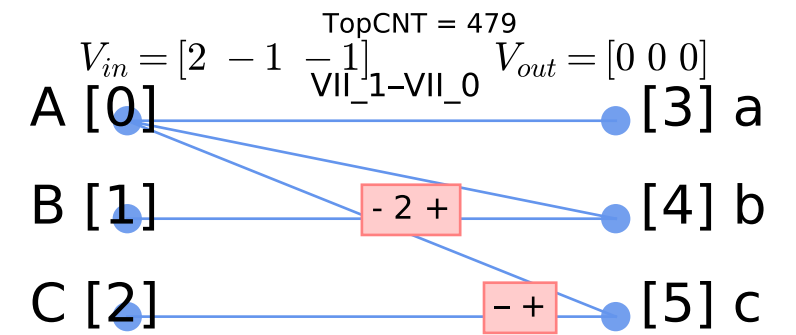 TopCNT = 479
V_in = [2 −1 −1] V_out = [0 0 0]
VII_1–VII_0
A [0] [3] a
B [1] - 2 + [4] b
C [2] – + [5] c